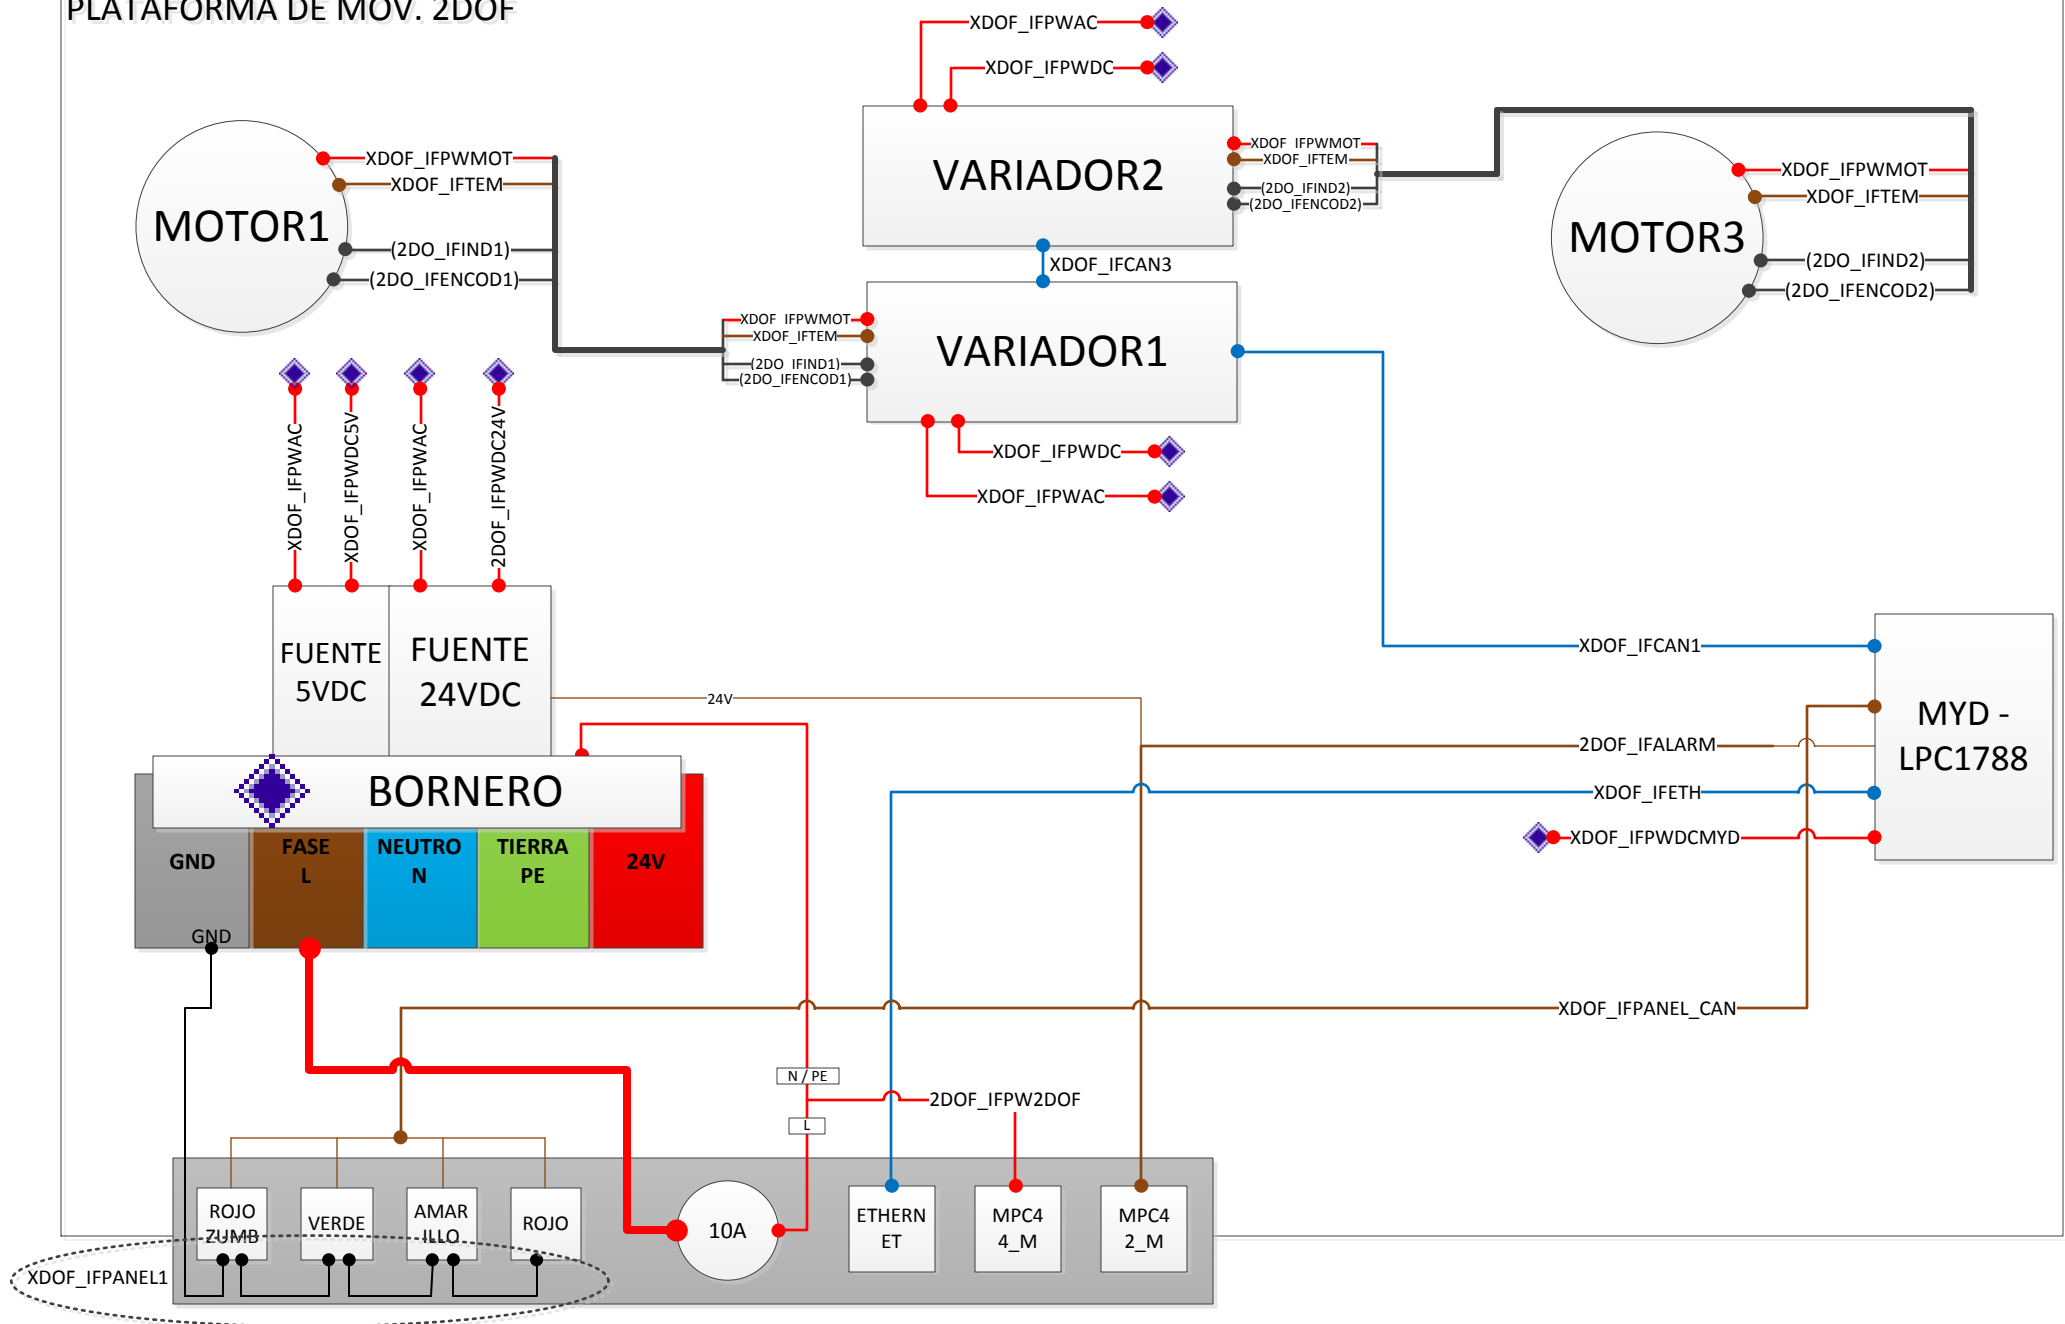 PLATAFORMA DE MOV. 2DOF
XDOF_IFPWAC
XDOF_IFPWDC
MOTOR1
XDOF_IFPWMOT
XDOF_IFTEM
(2DO_IFIND1)
(2DO_IFENCOD1)
VARIADOR2
XDOF_IFPWMOT
XDOF_IFTEM
(2DO_IFIND2)
(2DO_IFENCOD2)
MOTOR3
XDOF_IFPWMOT
XDOF_IFTEM
(2DO_IFIND2)
(2DO_IFENCOD2)
XDOF_IFCAN3
XDOF_IFPWMOT
XDOF_IFTEM
(2DO_IFIND1)
(2DO_IFENCOD1)
VARIADOR1
XDOF_IFPWDC
XDOF_IFPWAC
XDOF_IFPWAC
XDOF_IFPWDC5V
XDOF_IFPWAC
2DOF_IFPWDC24V
FUENTE
5VDC
FUENTE
24VDC
24V
XDOF_IFCAN1
2DOF_IFALARM
XDOF_IFETH
XDOF_IFPWDCMYD
MYD -
LPC1788
BORNERO
GND
FASE
L
NEUTRO
N
TIERRA
PE
24V
GND
XDOF_IFPANEL_CAN
N / PE
2DOF_IFPW2DOF
L
ROJO
ZUMB
VERDE
AMAR
ILLO
ROJO
10A
ETHERN
ET
MPC4
4_M
MPC4
2_M
XDOF_IFPANEL1